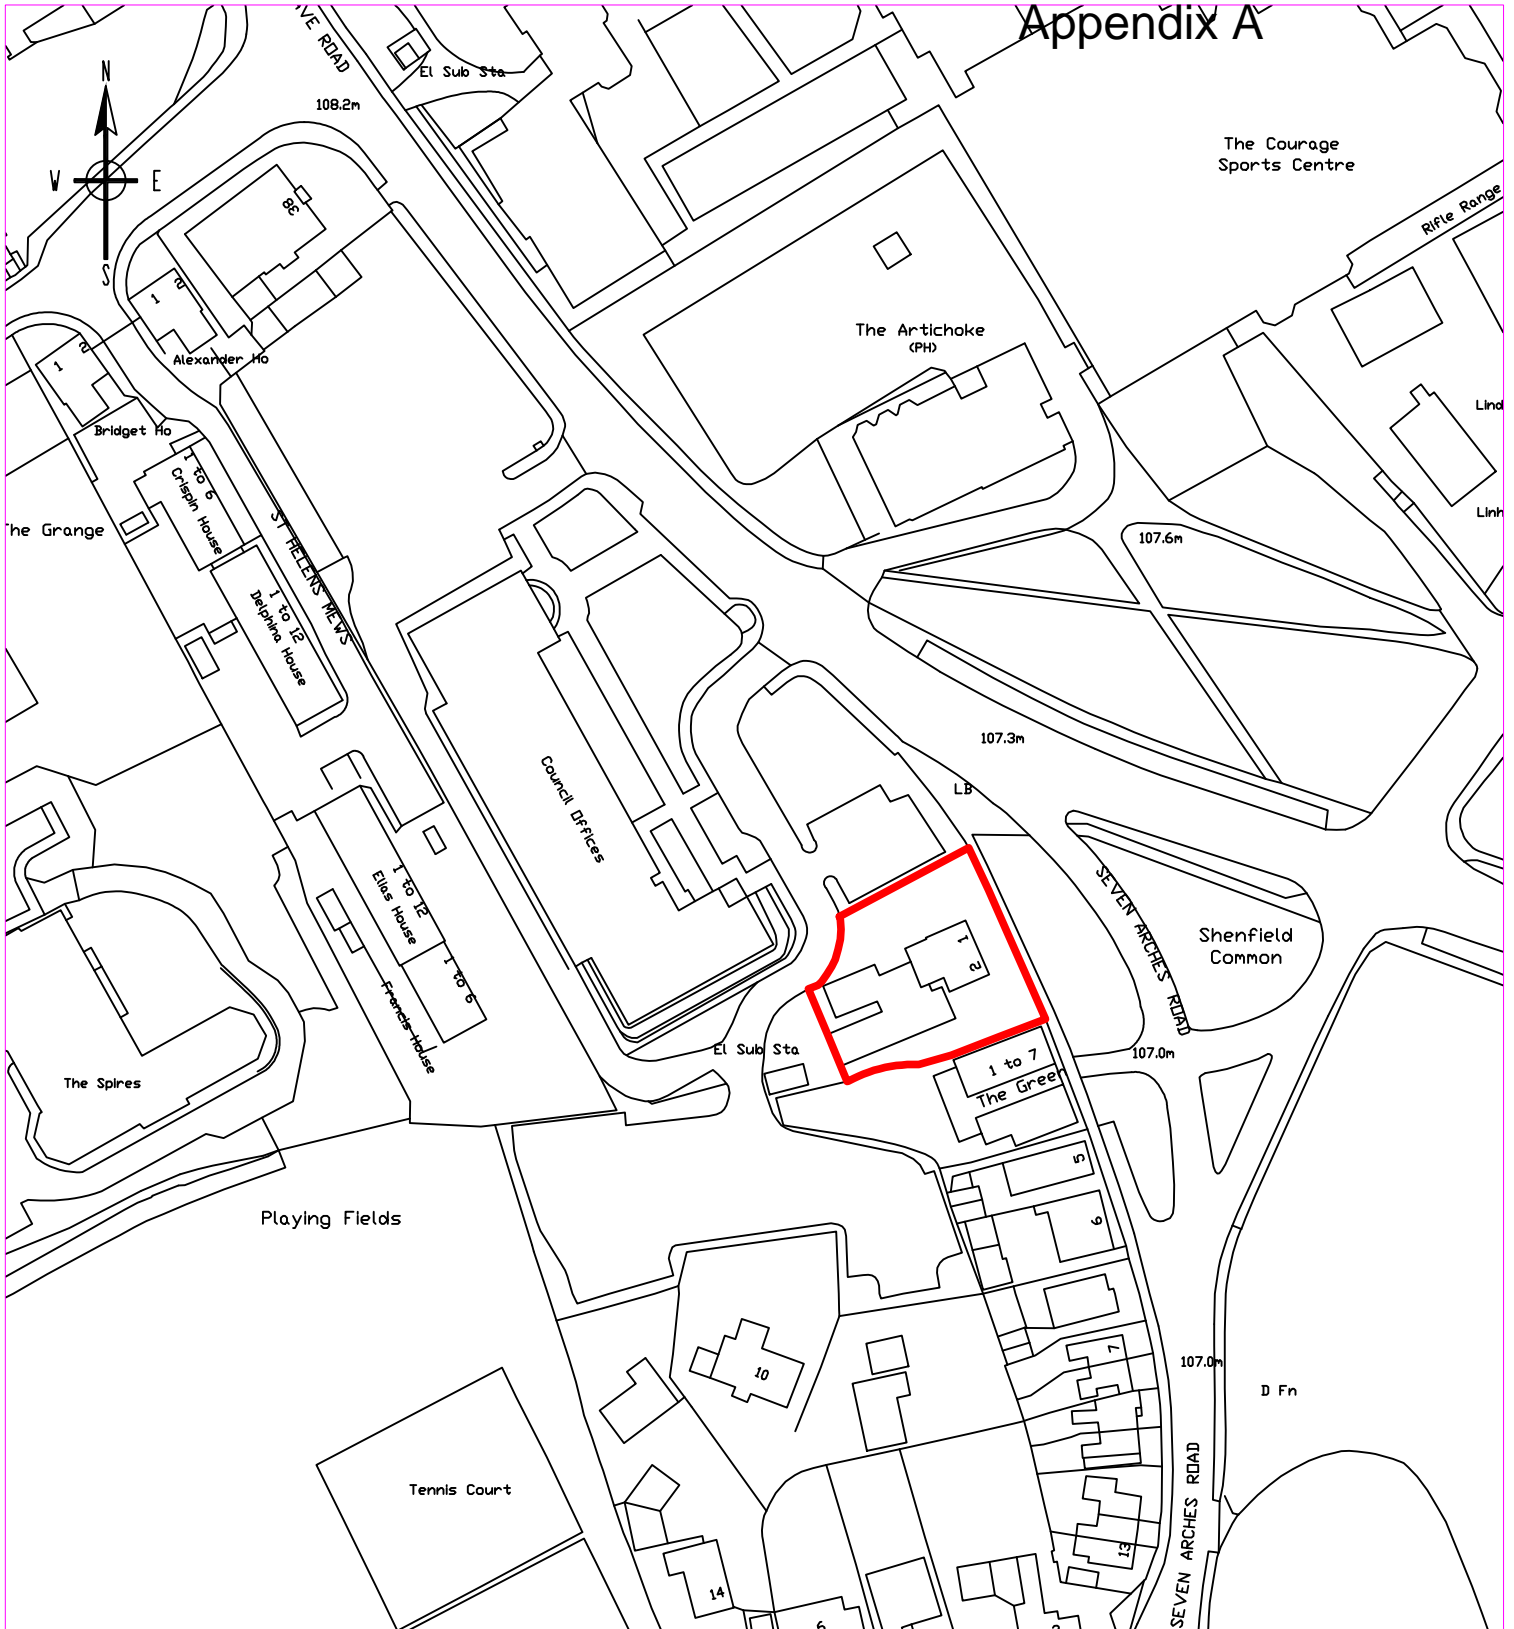 Appendix A
VE ROAD
El Sub Sta
N
108.2m
The Courage
Sports Centre
W
E
Rifle Range
38
S
1
2
The Artichoke
(PH)
Alexander Ho
1
2
Lind
Bridget Ho
1 to 6
Crispin House
Linh
The Grange
ST HELENS MEWS
107.6m
1 to 12
Delphina House
107.3m
LB
Council Offices
SEVEN ARCHES ROAD
1 to 12
Elias House
Shenfield
Common
1
2
1 to 6
Francis House
El Sub Sta
107.0m
1 to 7
The Green
The Spires
5
Playing Fields
6
7
107.0m
10
D Fn
Tennis Court
SEVEN ARCHES ROAD
13
14
6